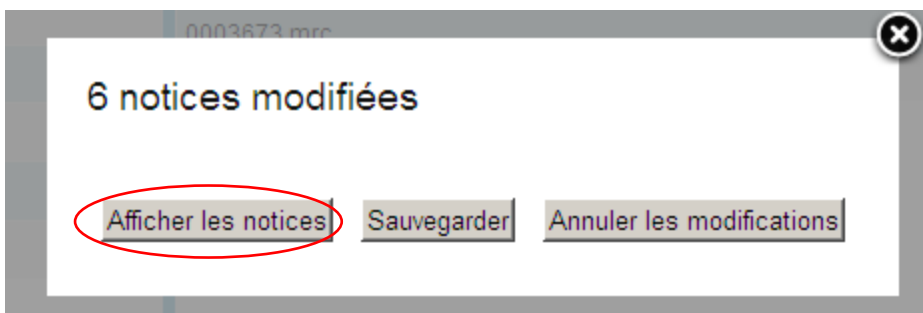 0003673.mrc
6 notices modifiées
Afficher les notices Sauvegarder Annuler les modifications